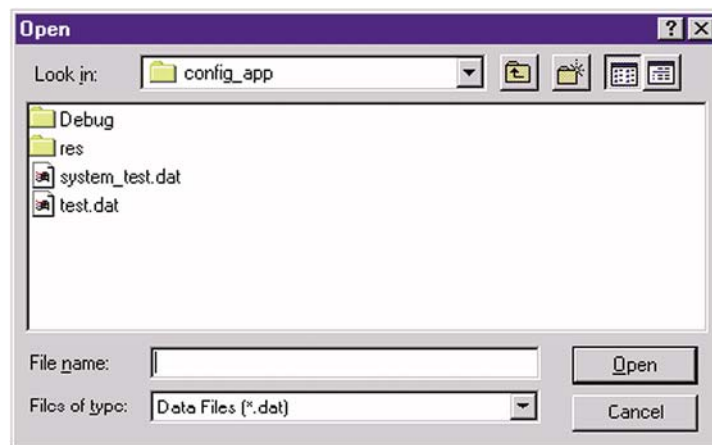 Open
Look in: config_app
Debug
res
system_test.dat
test.dat
File name: Open
Files of type: Data Files (*.dat) Cancel